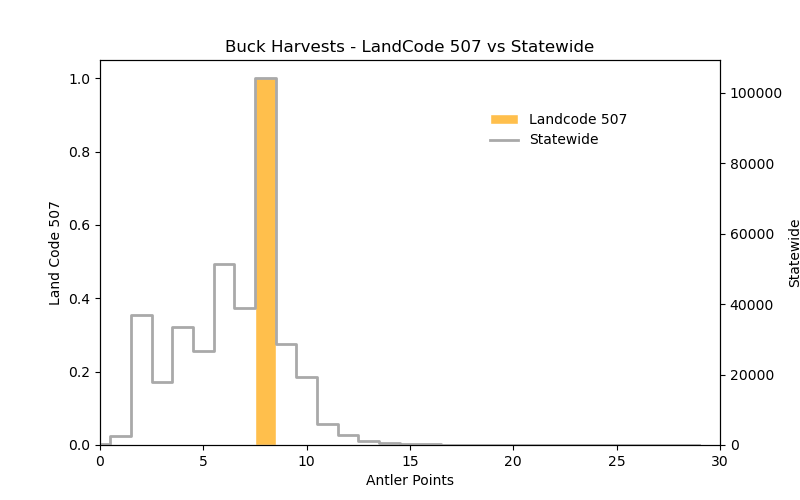 Buck Harvests - LandCode 507 vs Statewide
1.0
0.8
0.6
0.4
0.2
0.0
Land Code 507
Landcode 507
Statewide
100000
80000
60000
40000
20000
0
Statewide
0 5 10 15 20 25 30
Antler Points